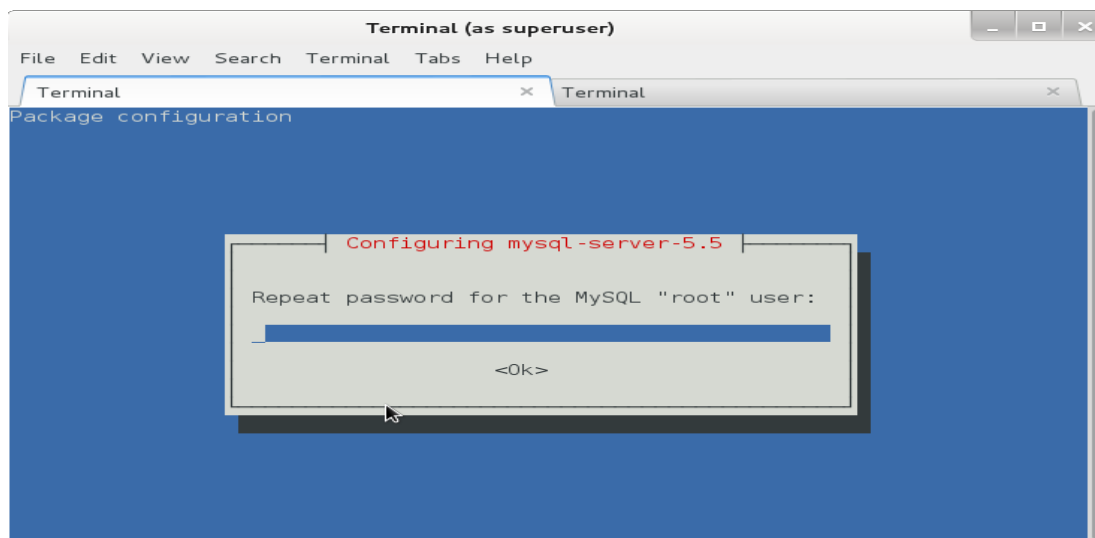 Terminal (as superuser)
File Edit View Search Terminal Tabs Help
Terminal Terminal
Package configuration
Configuring mysql-server-5.5
Repeat password for the MySQL "root" user:
<Ok>